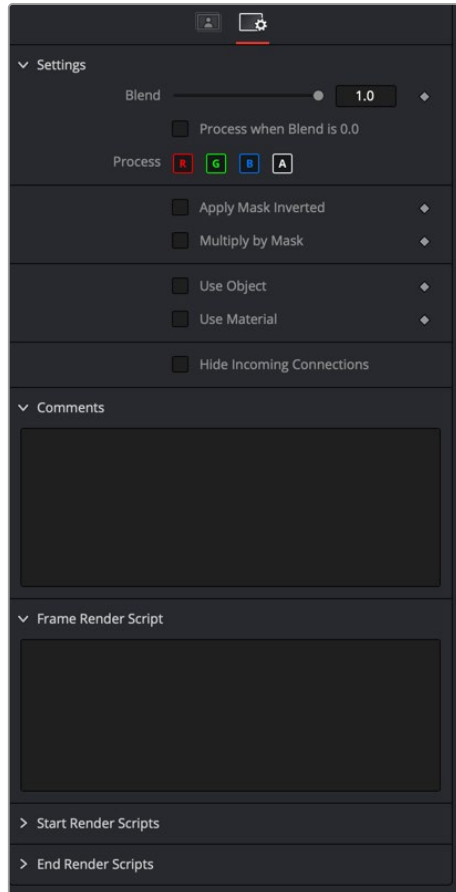 Settings
Blend 1.0
Process when Blend is 0.0
Process R G B A
Apply Mask Inverted
Multiply by Mask
Use Object
Use Material
Hide Incoming Connections
Comments
Frame Render Script
Start Render Scripts
End Render Scripts